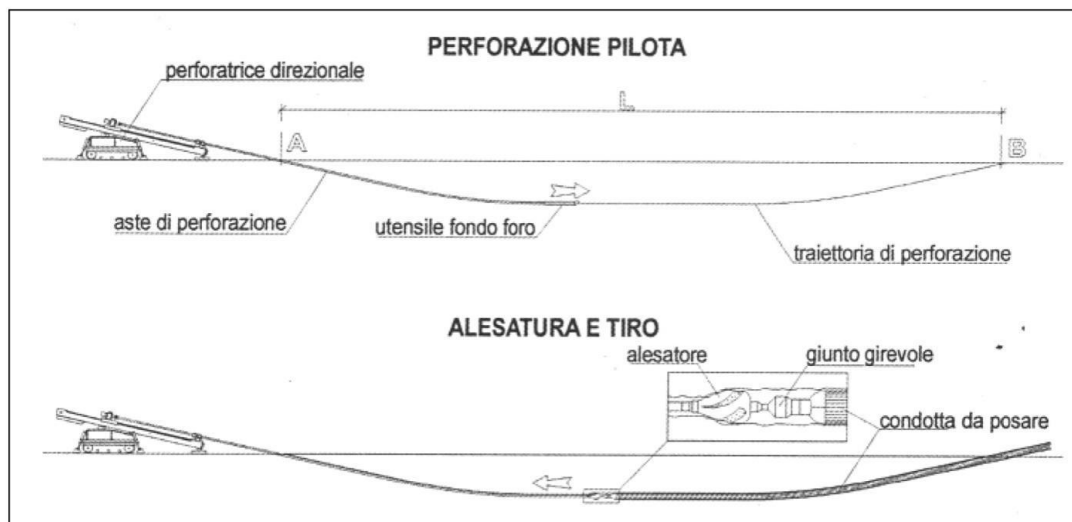 PERFORAZIONE PILOTA
perforatrice direzionale
L
A
B
aste di perforazione
utensile fondo foro
traiettoria di perforazione
ALESATURA E TIRO
alesatore
giunto girevole
condotta da posare